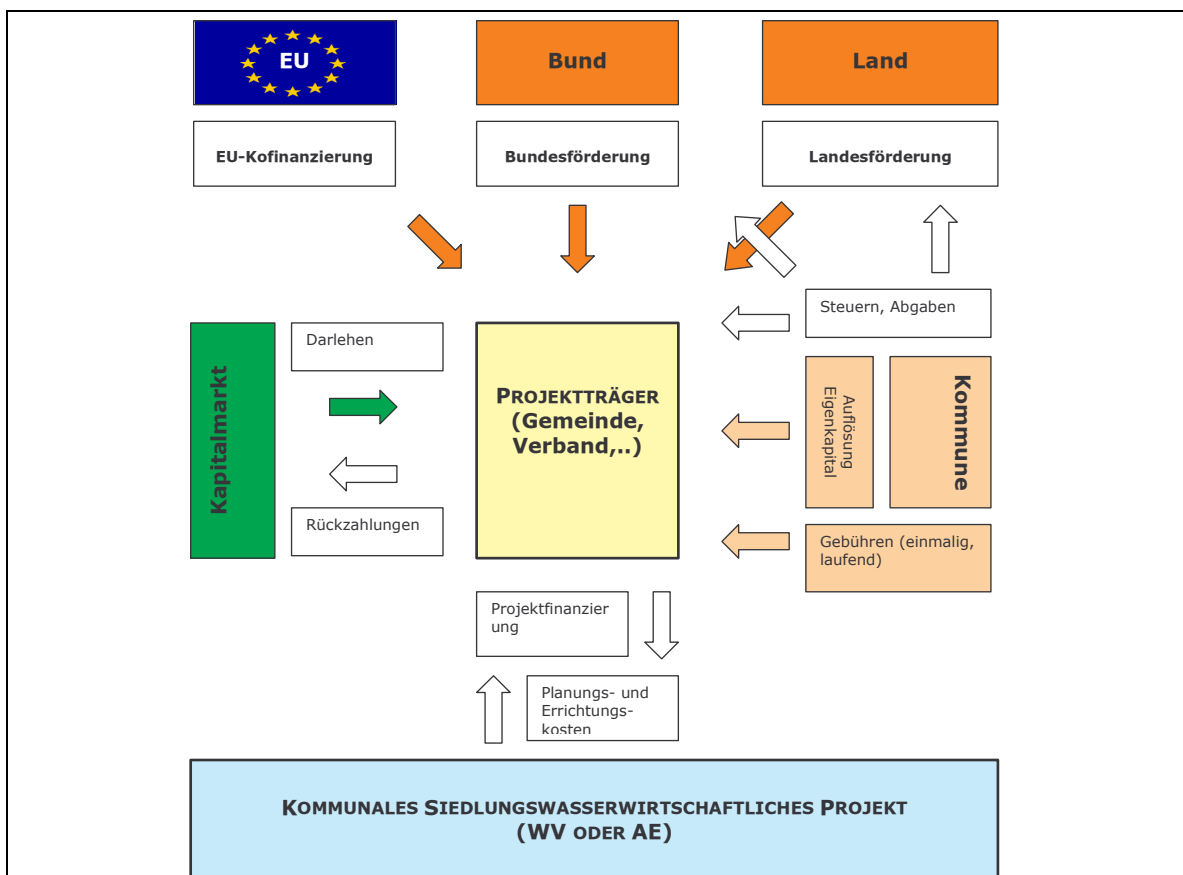 EU
Bund
Land
EU-Kofinanzierung
Bundesförderung
Landesförderung
Steuern, Abgaben
Kapitalmarkt
Darlehen
PROJEKTTRÄGER
(Gemeinde,
Verband,..)
Auflösung
Eigenkapital
Kommune
Rückzahlungen
Gebühren (einmalig,
laufend)
Projektfinanzier
ung
Planungs- und
Errichtungs-
kosten
KOMMUNALES SIEDLUNGSWASSERWIRTSCHAFTLICHES PROJEKT
(WV ODER AE)